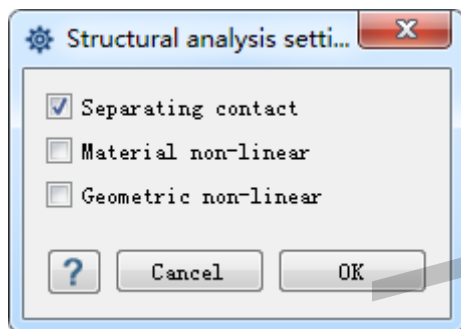 Structural analysis setti...
Separating contact
Material non-linear
Geometric non-linear
? Cancel OK